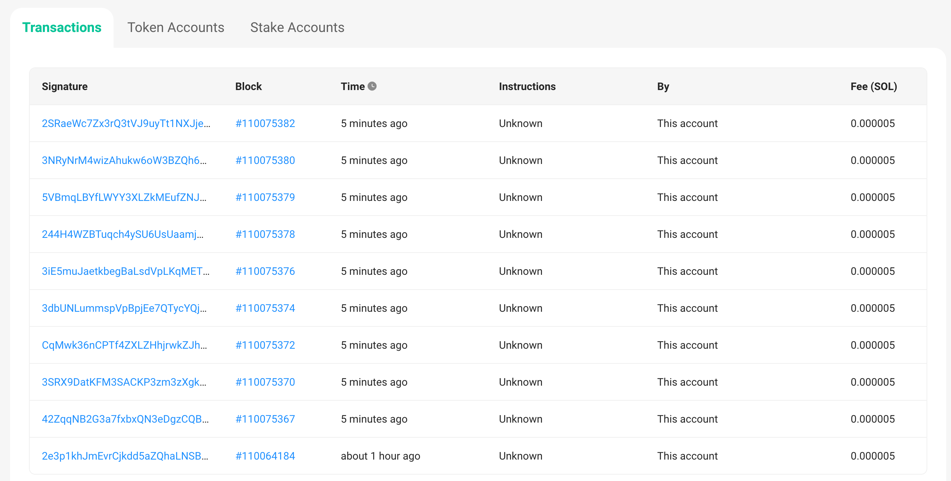 Transactions Token Accounts Stake Accounts
Signature Block Time Instructions By Fee (SOL)
2SRaeWc7Zx3rQ3tVJ9uyTt1NXJje... #110075382 5 minutes ago Unknown This account 0.000005
3NRyNrM4wizAhukw6oW3BZQh6... #110075380 5 minutes ago Unknown This account 0.000005
5VBmqLBYfLWYY3XLZkMEufZNJ... #110075379 5 minutes ago Unknown This account 0.000005
244H4WZBTuqch4ySU6UsUaamj... #110075378 5 minutes ago Unknown This account 0.000005
3iE5muJaetkbegBaLsdVpLKqMET... #110075376 5 minutes ago Unknown This account 0.000005
3dbUNLummspVpBpjEe7QTycYQj... #110075374 5 minutes ago Unknown This account 0.000005
CqMwk36nCPTf4ZXLZHhjrwkZJh... #110075372 5 minutes ago Unknown This account 0.000005
3SRX9DatKFM3SACKP3zm3zXgk... #110075370 5 minutes ago Unknown This account 0.000005
42ZqqNB2G3a7fxbxQN3eDgzCQB... #110075367 5 minutes ago Unknown This account 0.000005
2e3p1khJmEvrCjkdd5aZQhaLNSB... #110064184 about 1 hour ago Unknown This account 0.000005